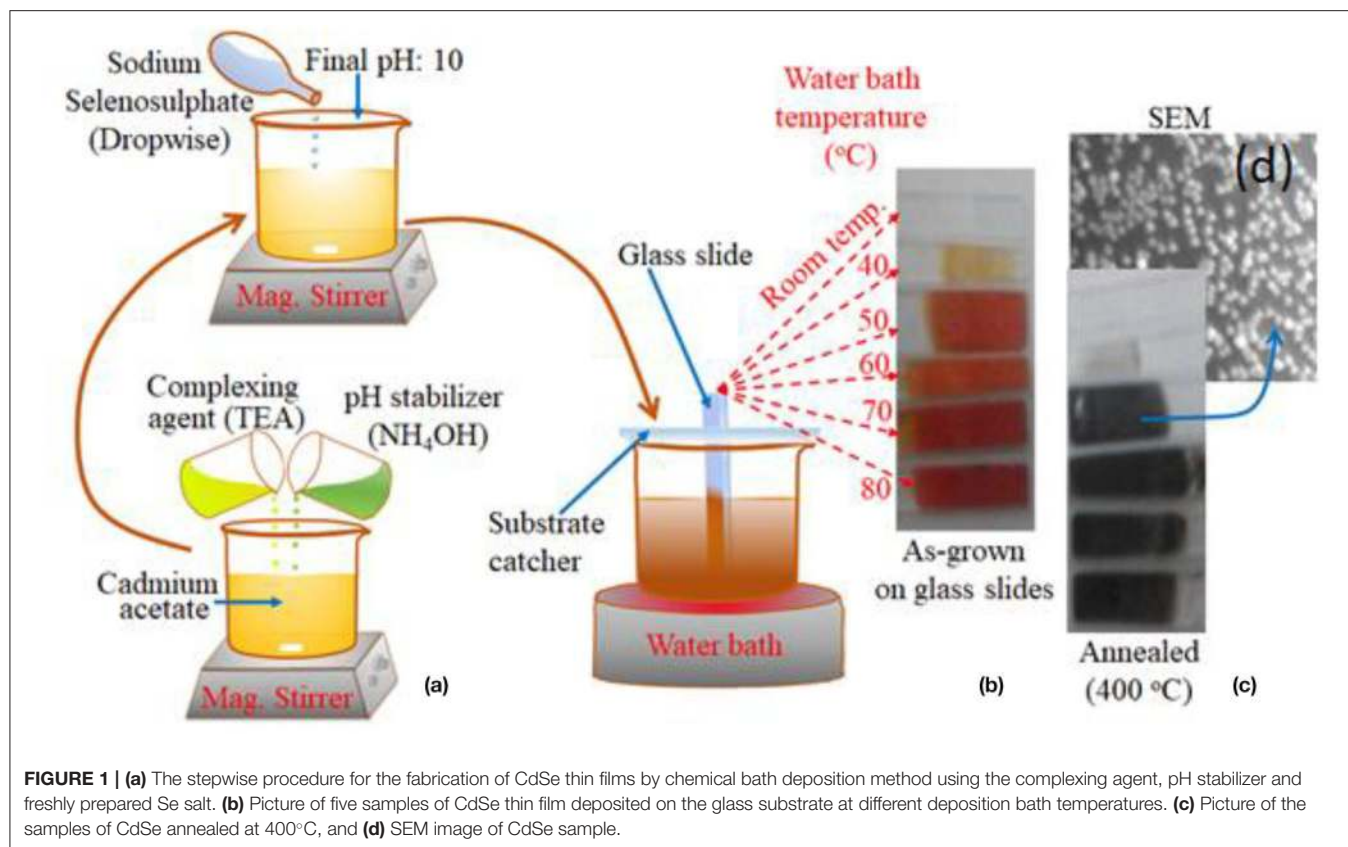 Sodium
Selenosulphate
(Dropwise)
Final pH: 10
Mag. Stirrer
Complexing
agent (TEA)
pH stabilizer
(NH₄OH)
Cadmium
acetate
Mag. Stirrer
(a)
Glass slide
Substrate
catcher
Water bath
Water bath
temperature
(°C)
Room temp.
40
50
60
70
80
As-grown
on glass slides
(b)
SEM
(d)
Annealed
(400 °C)
(c)
FIGURE 1 | (a) The stepwise procedure for the fabrication of CdSe thin films by chemical bath deposition method using the complexing agent, pH stabilizer and
freshly prepared Se salt. (b) Picture of five samples of CdSe thin film deposited on the glass substrate at different deposition bath temperatures. (c) Picture of the
samples of CdSe annealed at 400°C, and (d) SEM image of CdSe sample.